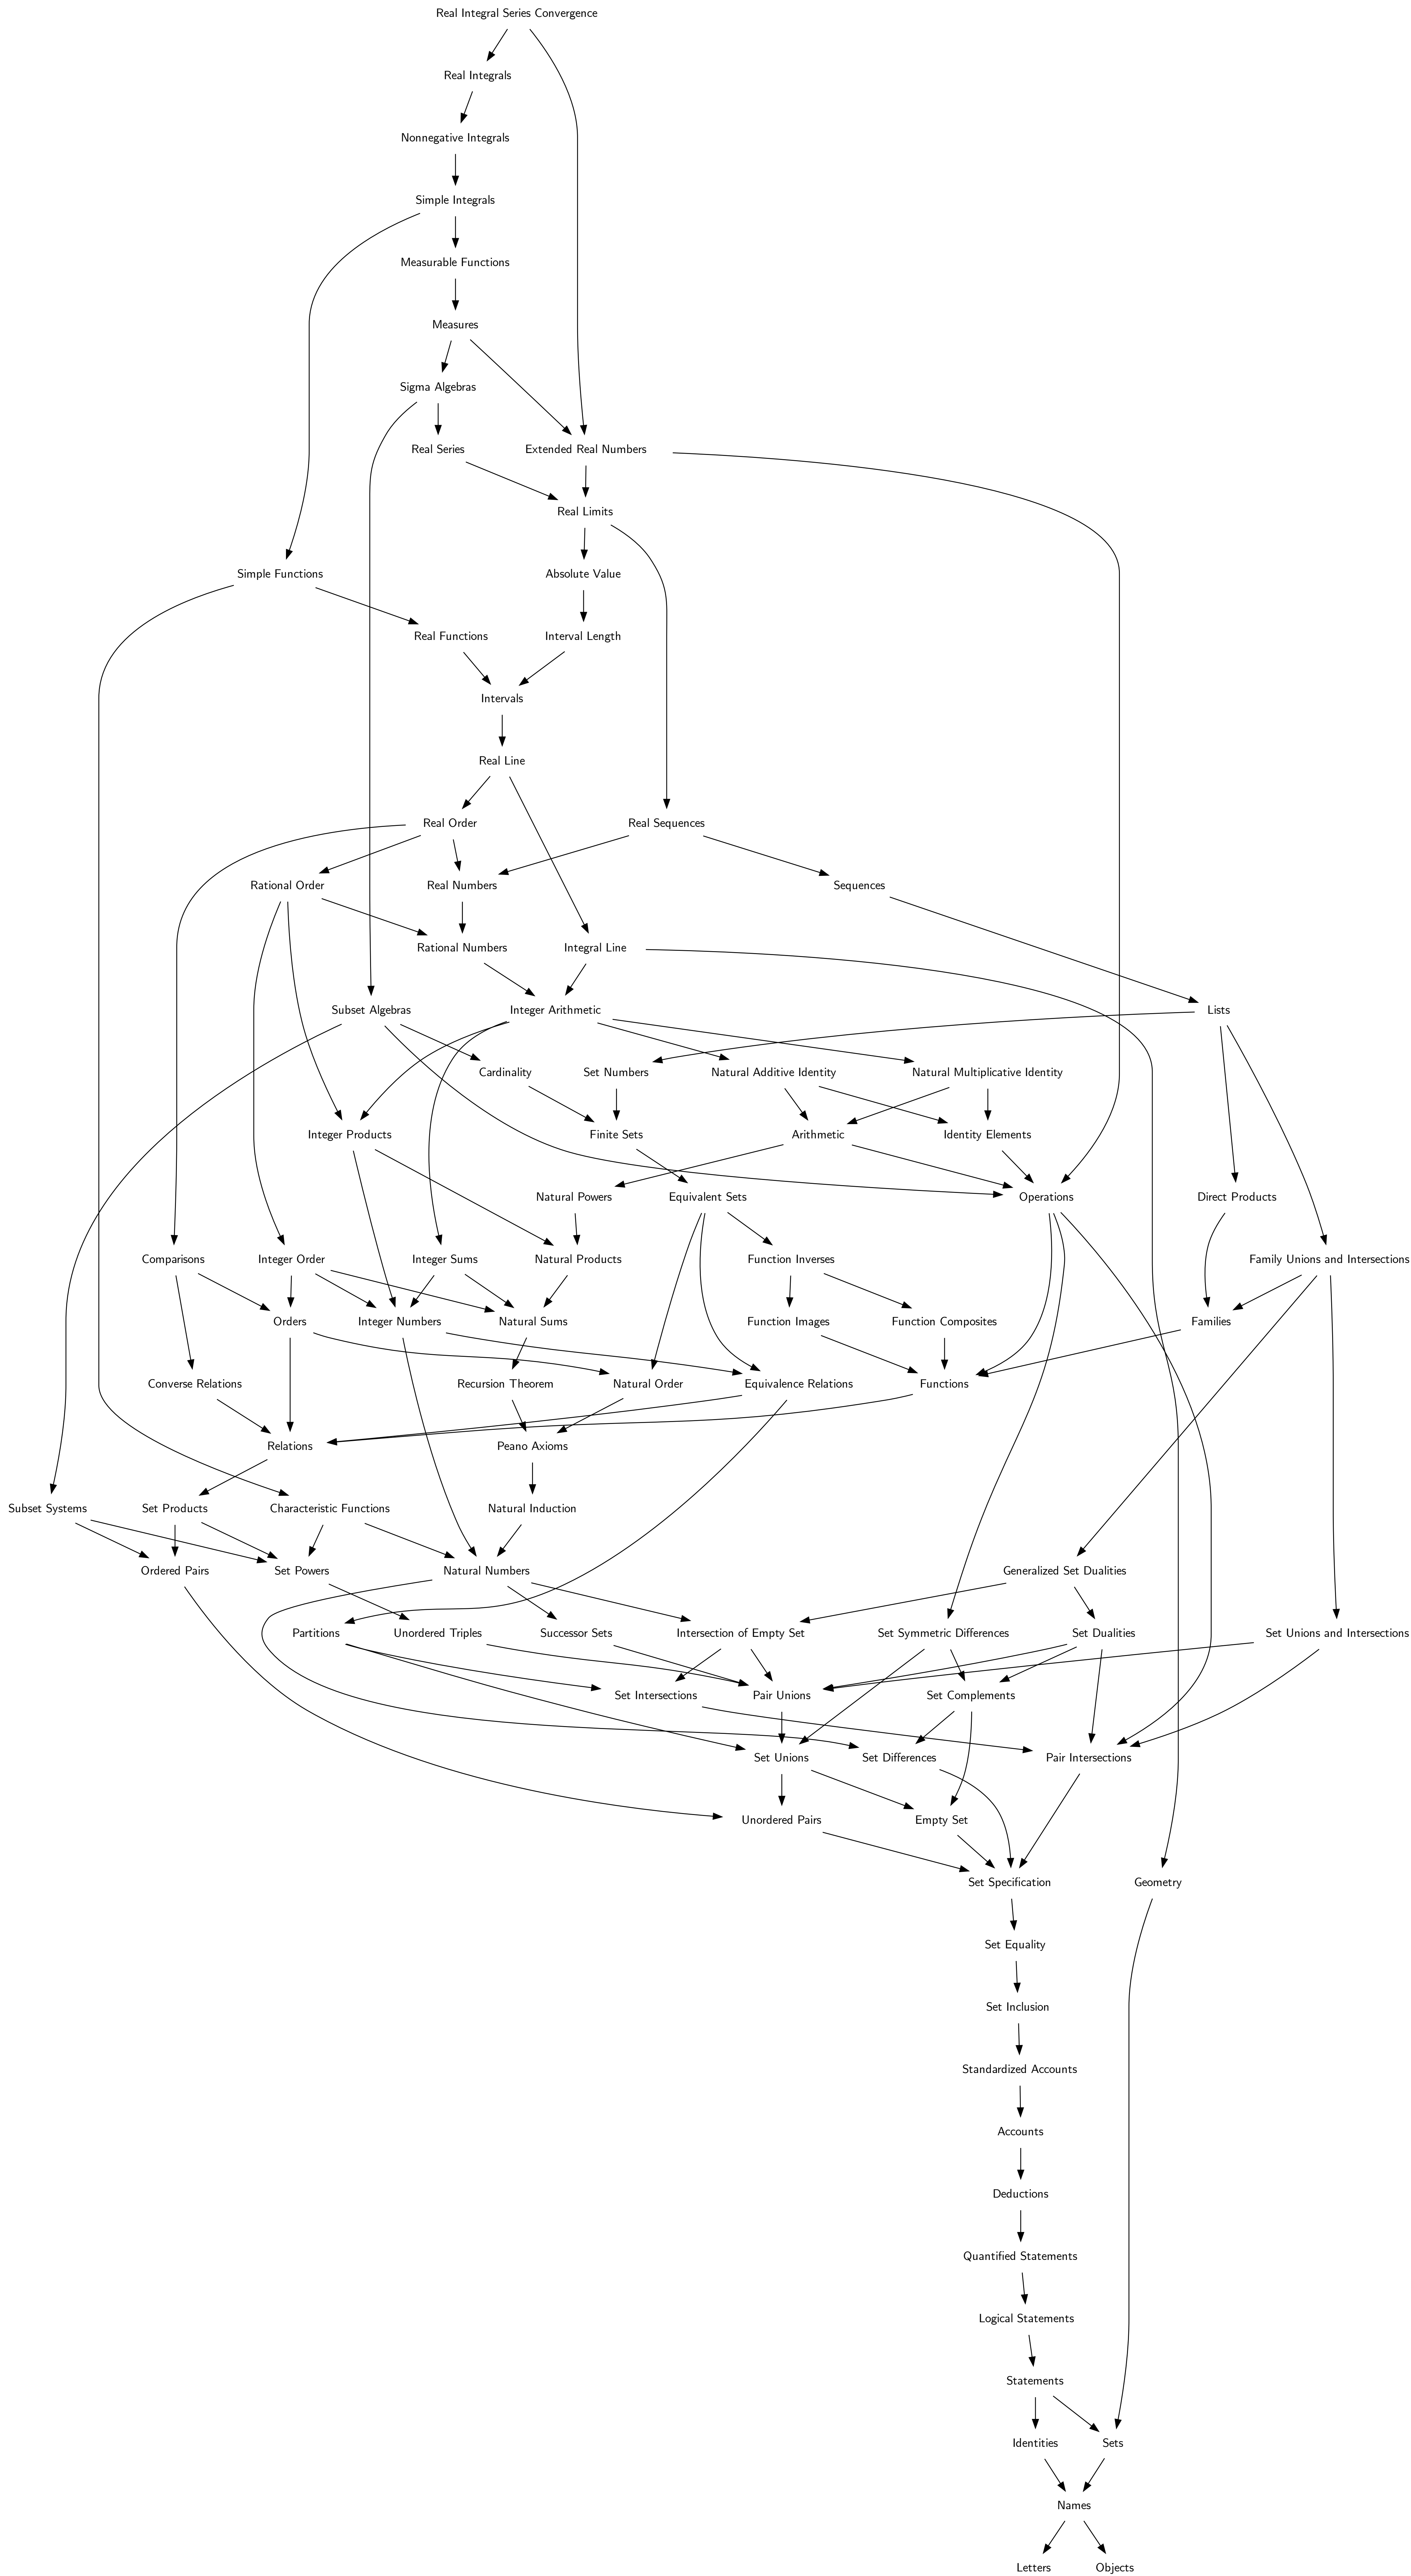 Real Integral Series Convergence
Real Integrals
Nonnegative Integrals
Simple Integrals
Measurable Functions
Measures
Sigma Algebras
Real Series
Extended Real Numbers
Real Limits
Simple Functions
Absolute Value
Real Functions
Interval Length
Intervals
Real Line
Real Order
Real Sequences
Rational Order
Real Numbers
Sequences
Rational Numbers
Integral Line
Subset Algebras
Integer Arithmetic
Lists
Cardinality
Set Numbers
Natural Additive Identity
Natural Multiplicative Identity
Integer Products
Finite Sets
Arithmetic
Identity Elements
Natural Powers
Equivalent Sets
Operations
Direct Products
Comparisons
Integer Order
Integer Sums
Natural Products
Function Inverses
Family Unions and Intersections
Orders
Integer Numbers
Natural Sums
Function Images
Function Composites
Families
Converse Relations
Recursion Theorem
Natural Order
Equivalence Relations
Functions
Relations
Peano Axioms
Subset Systems
Set Products
Characteristic Functions
Natural Induction
Ordered Pairs
Set Powers
Natural Numbers
Generalized Set Dualities
Partitions
Unordered Triples
Successor Sets
Intersection of Empty Set
Set Symmetric Differences
Set Dualities
Set Unions and Intersections
Set Intersections
Pair Unions
Set Complements
Set Unions
Set Differences
Pair Intersections
Unordered Pairs
Empty Set
Set Specification
Geometry
Set Equality
Set Inclusion
Standardized Accounts
Accounts
Deductions
Quantified Statements
Logical Statements
Statements
Identities
Sets
Names
Letters
Objects